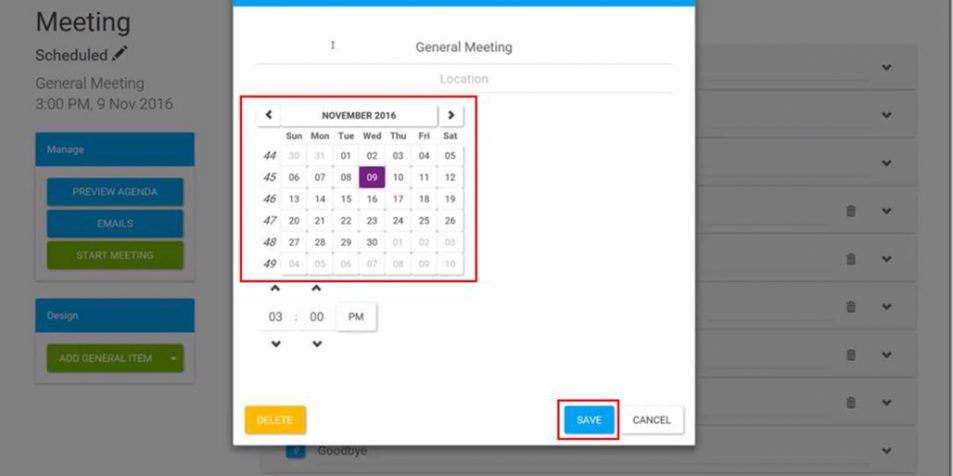 Meeting
Scheduled
General Meeting
3:00 PM, 9 Nov 2016
Manage
PREVIEW AGENDA
EMAILS
START MEETING
Design
ADD GENERAL ITEM
General Meeting
Location
NOVEMBER 2016
Sun Mon Tue Wed Thu Fri Sat
44 30 31 01 02 03 04 05
45 06 07 08 09 10 11 12
46 13 14 15 16 17 18 19
47 20 21 22 23 24 25 26
48 27 28 29 30 01 02 03
49 04 05 06 07 08 09 10
03 : 00 PM
DELETE
SAVE
CANCEL
Goodbye